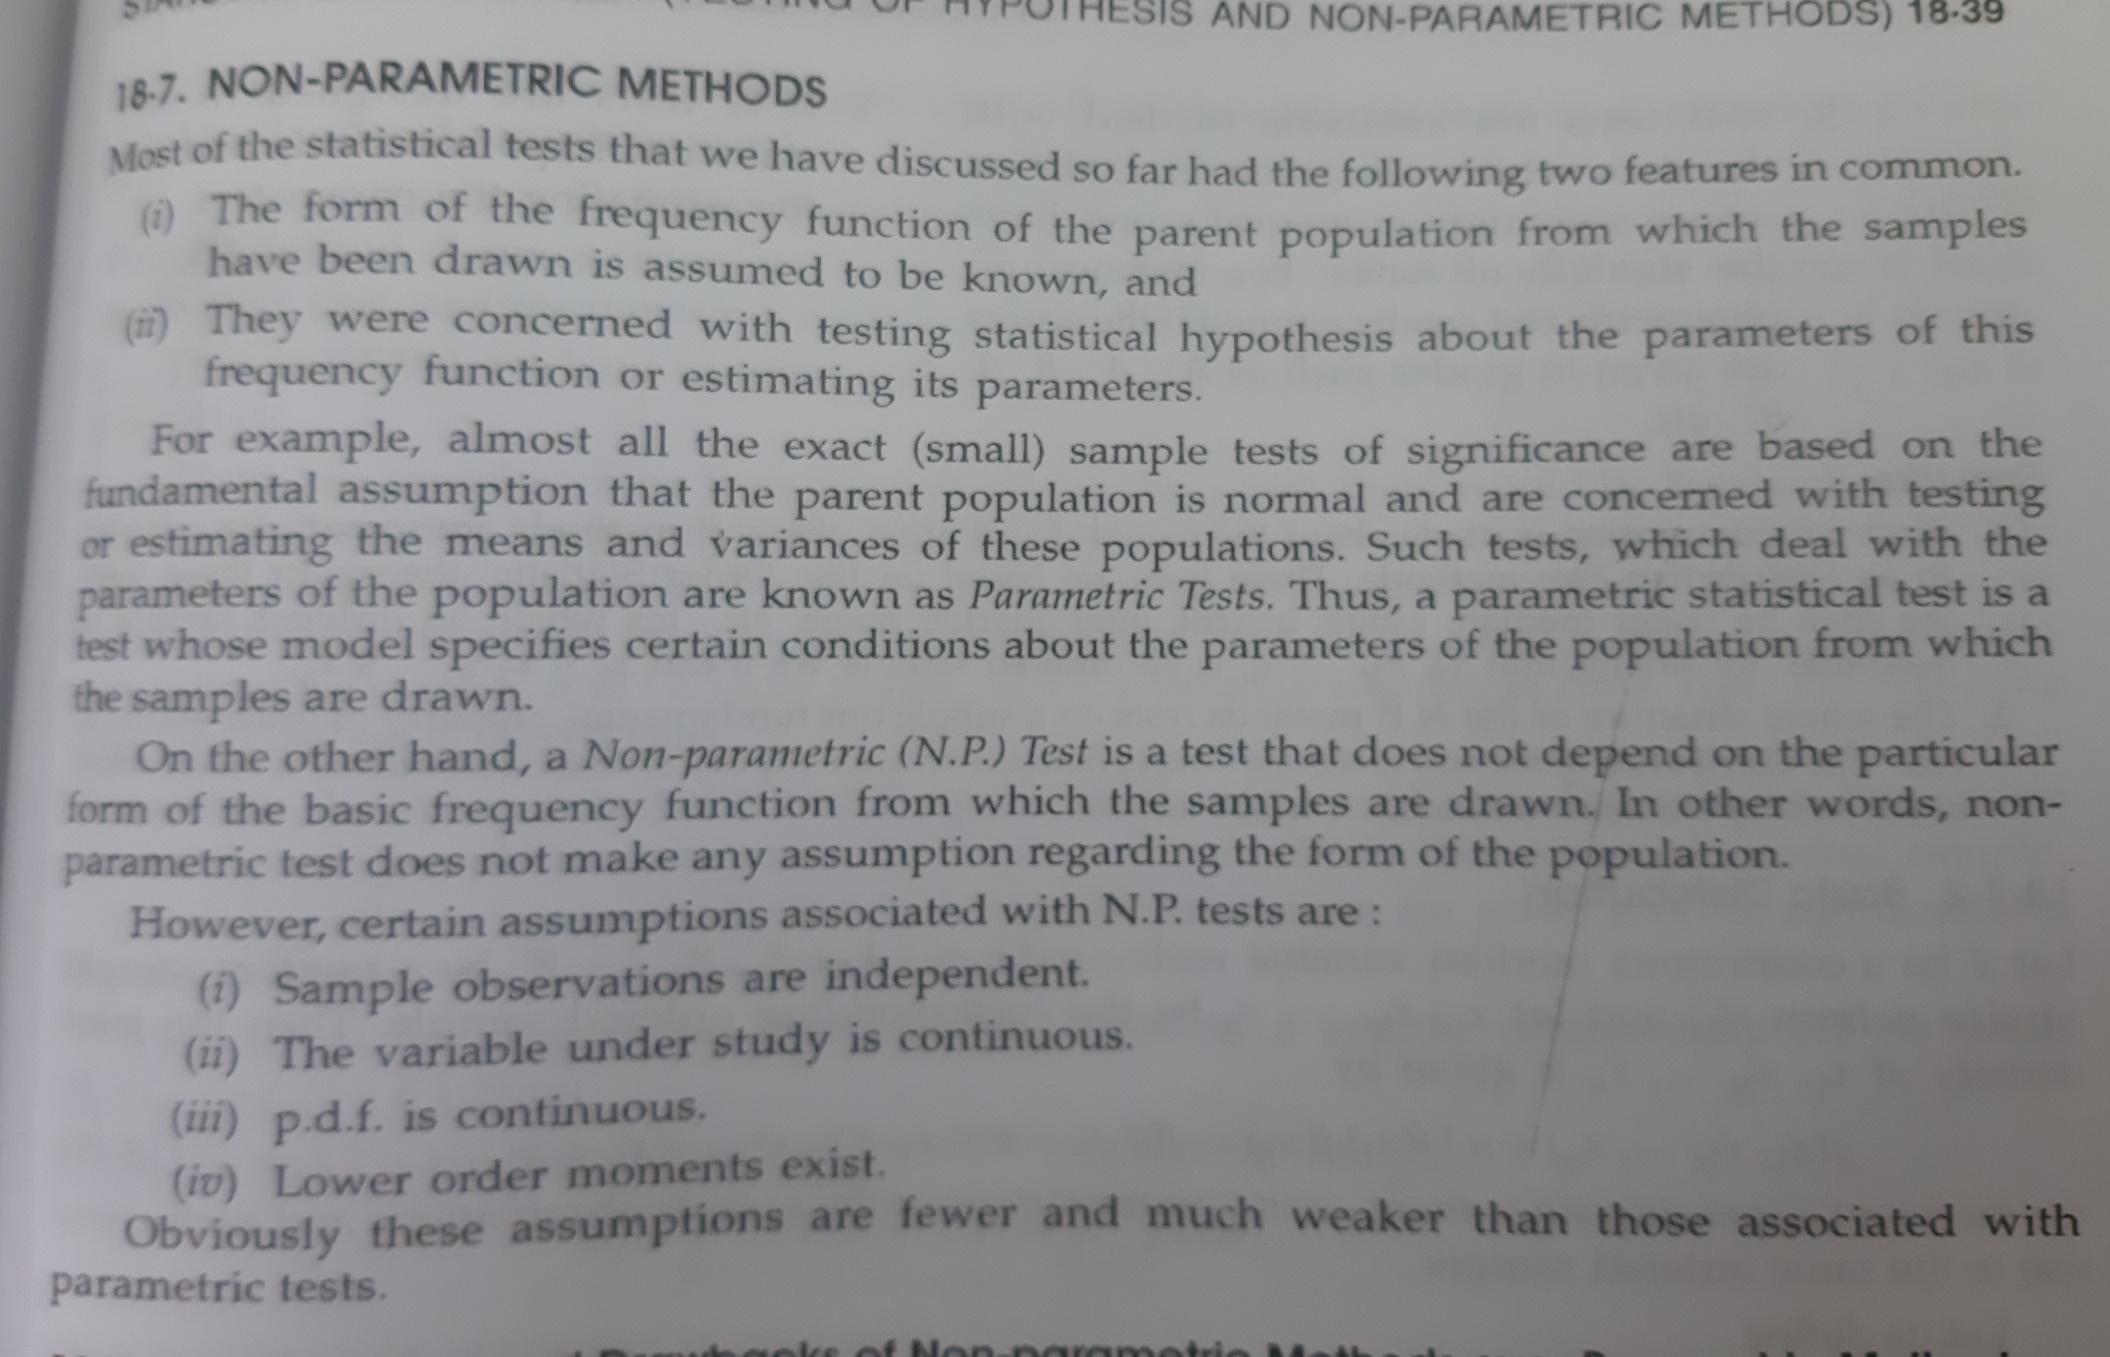 OF HYPOTHESIS AND NON-PARAMETRIC METHODS) 18·39
18·7. NON-PARAMETRIC METHODS
Most of the statistical tests that we have discussed so far had the following two features in common.
(i) The form of the frequency function of the parent population from which the samples
have been drawn is assumed to be known, and
(ii) They were concerned with testing statistical hypothesis about the parameters of this
frequency function or estimating its parameters.
For example, almost all the exact (small) sample tests of significance are based on the
fundamental assumption that the parent population is normal and are concerned with testing
or estimating the means and variances of these populations. Such tests, which deal with the
parameters of the population are known as Parametric Tests. Thus, a parametric statistical test is a
test whose model specifies certain conditions about the parameters of the population from which
the samples are drawn.
On the other hand, a Non-parametric (N.P.) Test is a test that does not depend on the particular
form of the basic frequency function from which the samples are drawn. In other words, non-
parametric test does not make any assumption regarding the form of the population.
However, certain assumptions associated with N.P. tests are :
(i) Sample observations are independent.
(ii) The variable under study is continuous.
(iii) p.d.f. is continuous.
(iv) Lower order moments exist.
Obviously these assumptions are fewer and much weaker than those associated with
parametric tests.
of Non-parametric